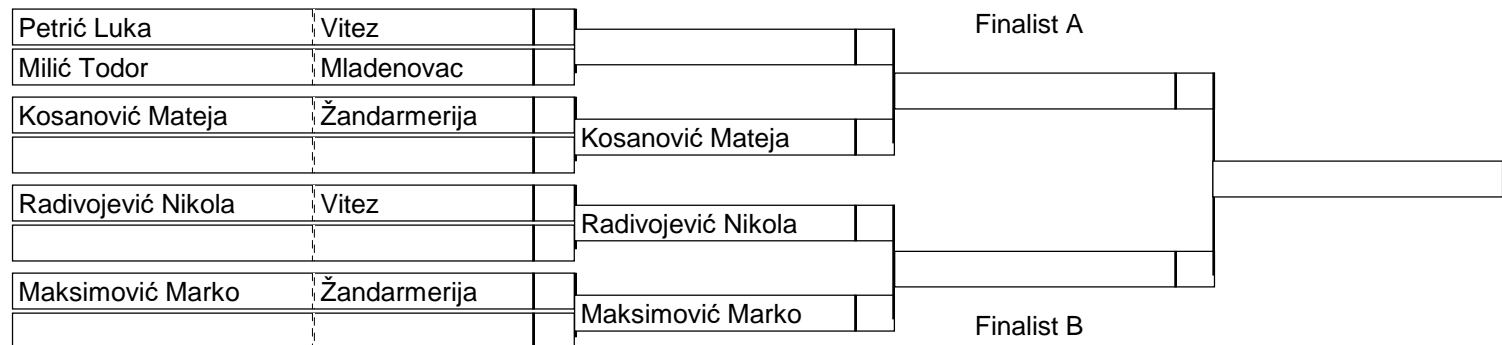 Petrić Luka Vitez
Finalist A
Milić Todor Mladenovac
Kosanović Mateja Žandarmerija
Kosanović Mateja
Radivojević Nikola Vitez
Radivojević Nikola
Maksimović Marko Žandarmerija
Maksimović Marko
Finalist B